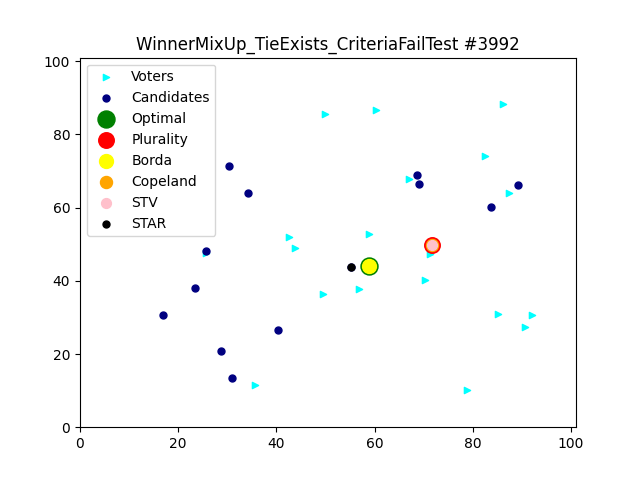 WinnerMixUp_TieExists_CriteriaFailTest #3992
100
80
60
40
20
0
Voters
Candidates
Optimal
Plurality
Borda
Copeland
STV
STAR
0 20 40 60 80 100